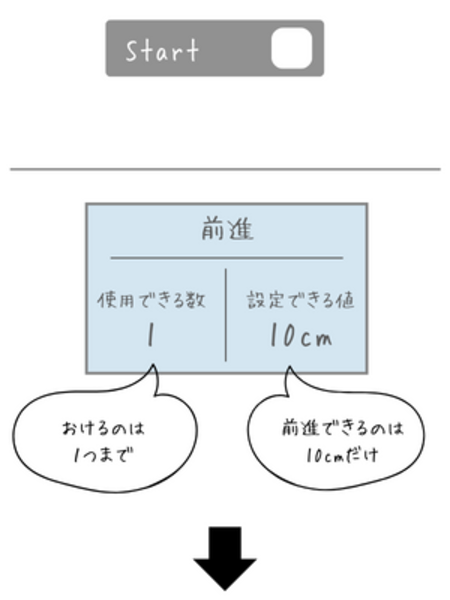 Start
前進
使用できる数
設定できる値
1
10cm
おけるのは
1つまで
前進できるのは
10cmだけ